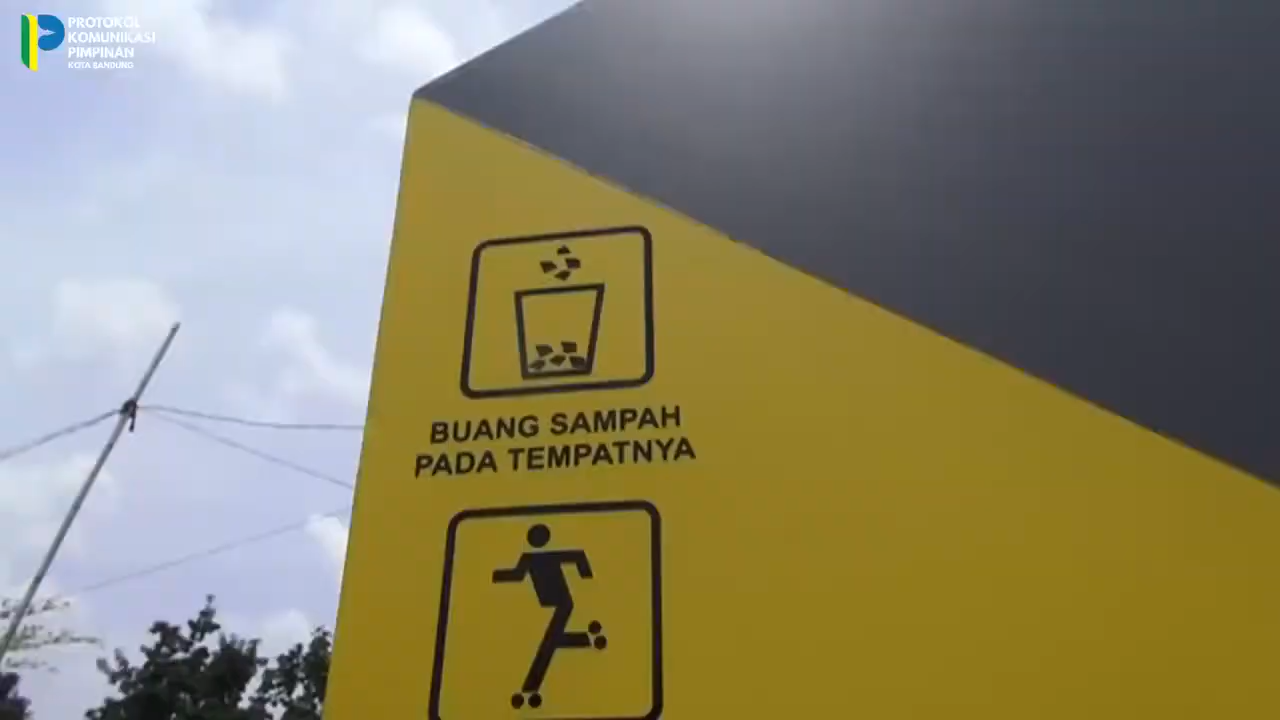 PROTOKOL
KOMUNIKASI
PIMPINAN
KOTA BANDUNG
BUANG SAMPAH
PADA TEMPATNYA